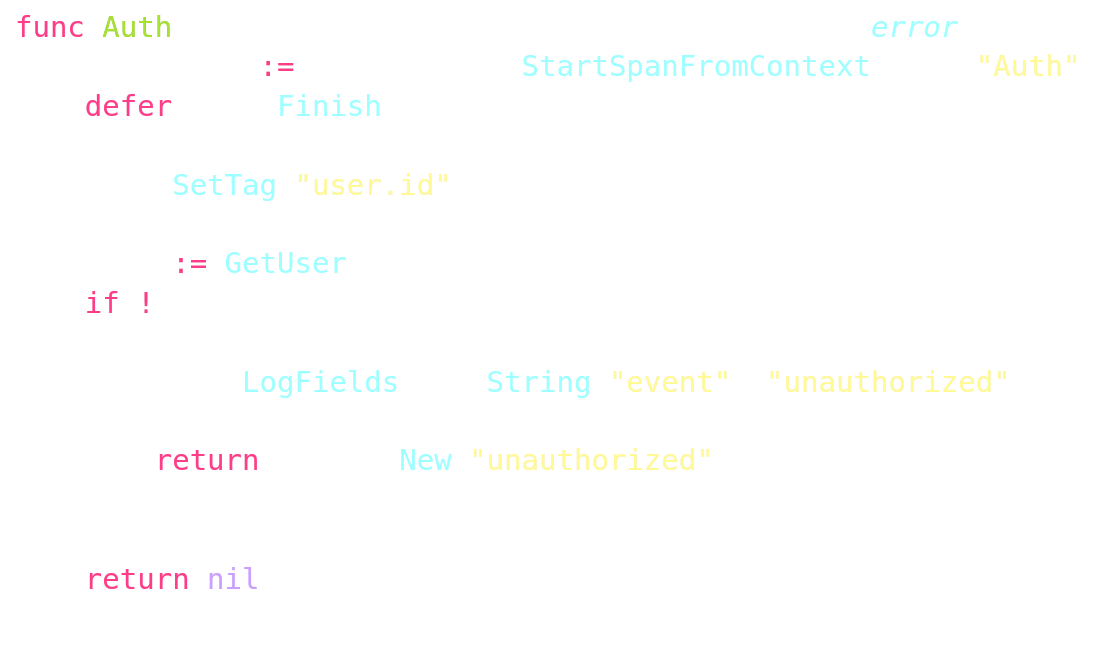 func Auth error
:= StartSpanFromContext "Auth"
defer Finish
SetTag "user.id"
:= GetUser
if !
LogFields String "event" "unauthorized"
return New "unauthorized"
return nil